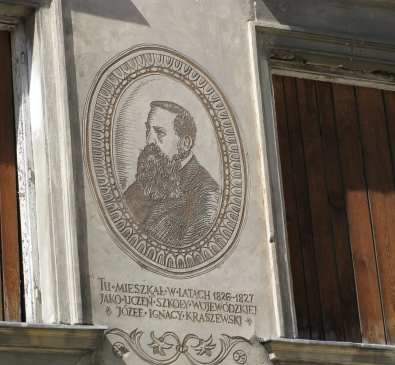 TU·MIESZKAŁ·W·LATACH 1826-1827
JAKO·UCZEŃ·SZKOŁY·WOJEWÓDZKIEJ
JÓZEF·IGNACY·KRASZEWSKI